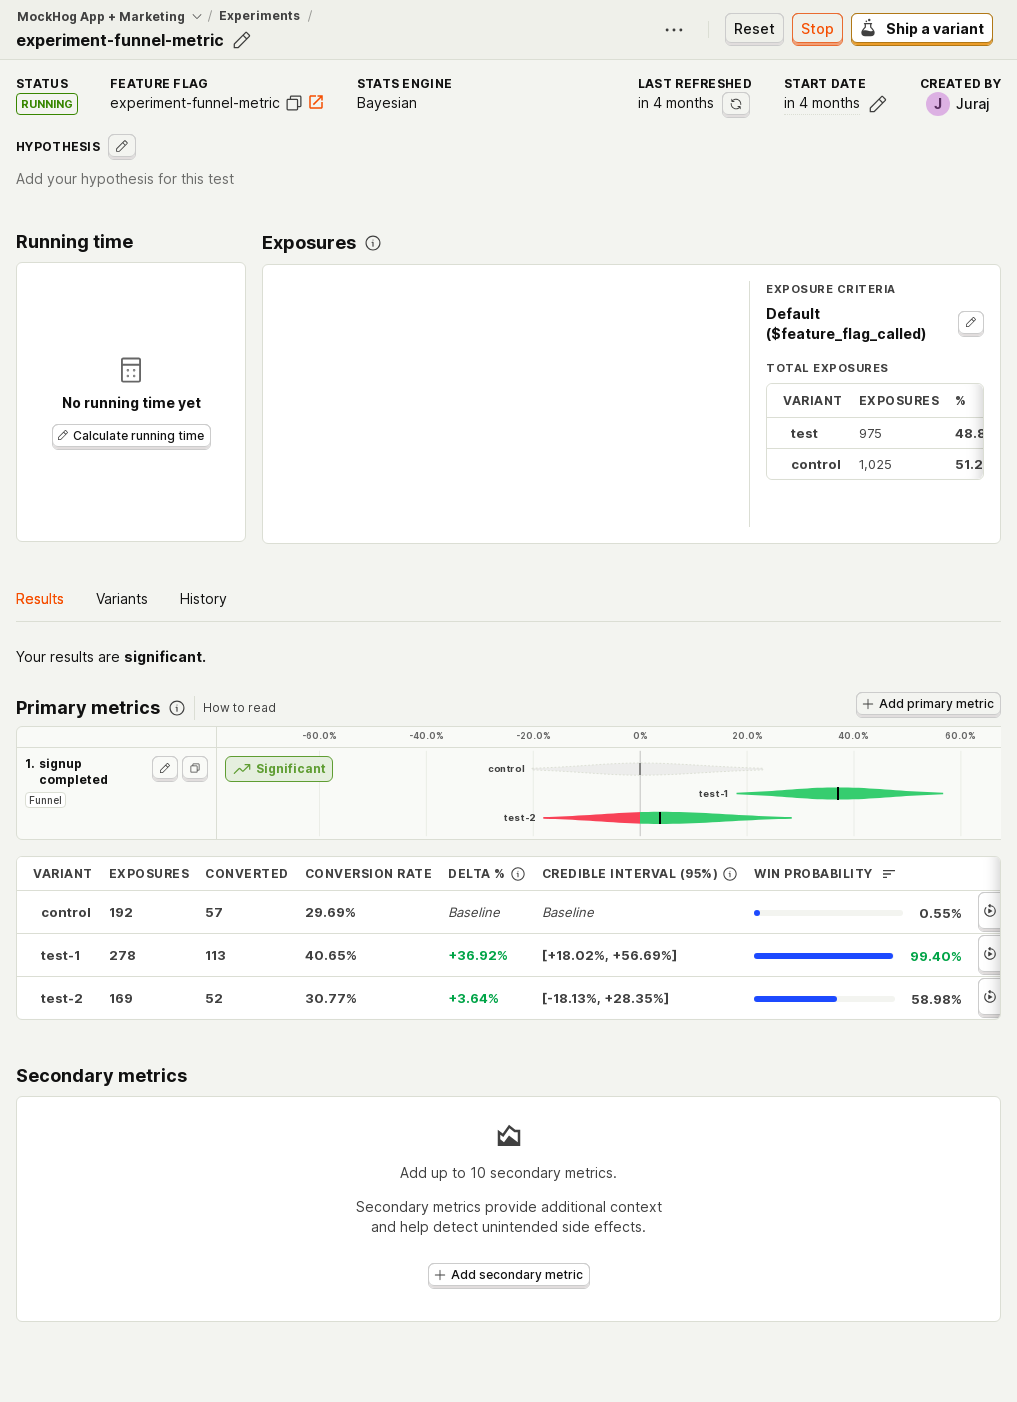 MockHog App + Marketing / Experiments /
experiment-funnel-metric
Reset
Stop
Ship a variant
STATUS
RUNNING
FEATURE FLAG
experiment-funnel-metric
STATS ENGINE
Bayesian
LAST REFRESHED
in 4 months
START DATE
in 4 months
CREATED BY
J Juraj
HYPOTHESIS
Add your hypothesis for this test
Running time
No running time yet
Calculate running time
Exposures
EXPOSURE CRITERIA
Default
($feature_flag_called)
TOTAL EXPOSURES
VARIANT EXPOSURES %
test 975 48.8
control 1,025 51.2
Results Variants History
Your results are significant.
Primary metrics How to read
Add primary metric
-60.0% -40.0% -20.0% 0% 20.0% 40.0% 60.0%
1. signup
completed
Funnel
Significant
control
test-1
test-2
VARIANT EXPOSURES CONVERTED CONVERSION RATE DELTA % CREDIBLE INTERVAL (95%) WIN PROBABILITY
control 192 57 29.69% Baseline Baseline 0.55%
test-1 278 113 40.65% +36.92% [+18.02%, +56.69%] 99.40%
test-2 169 52 30.77% +3.64% [-18.13%, +28.35%] 58.98%
Secondary metrics
Add up to 10 secondary metrics.
Secondary metrics provide additional context
and help detect unintended side effects.
Add secondary metric